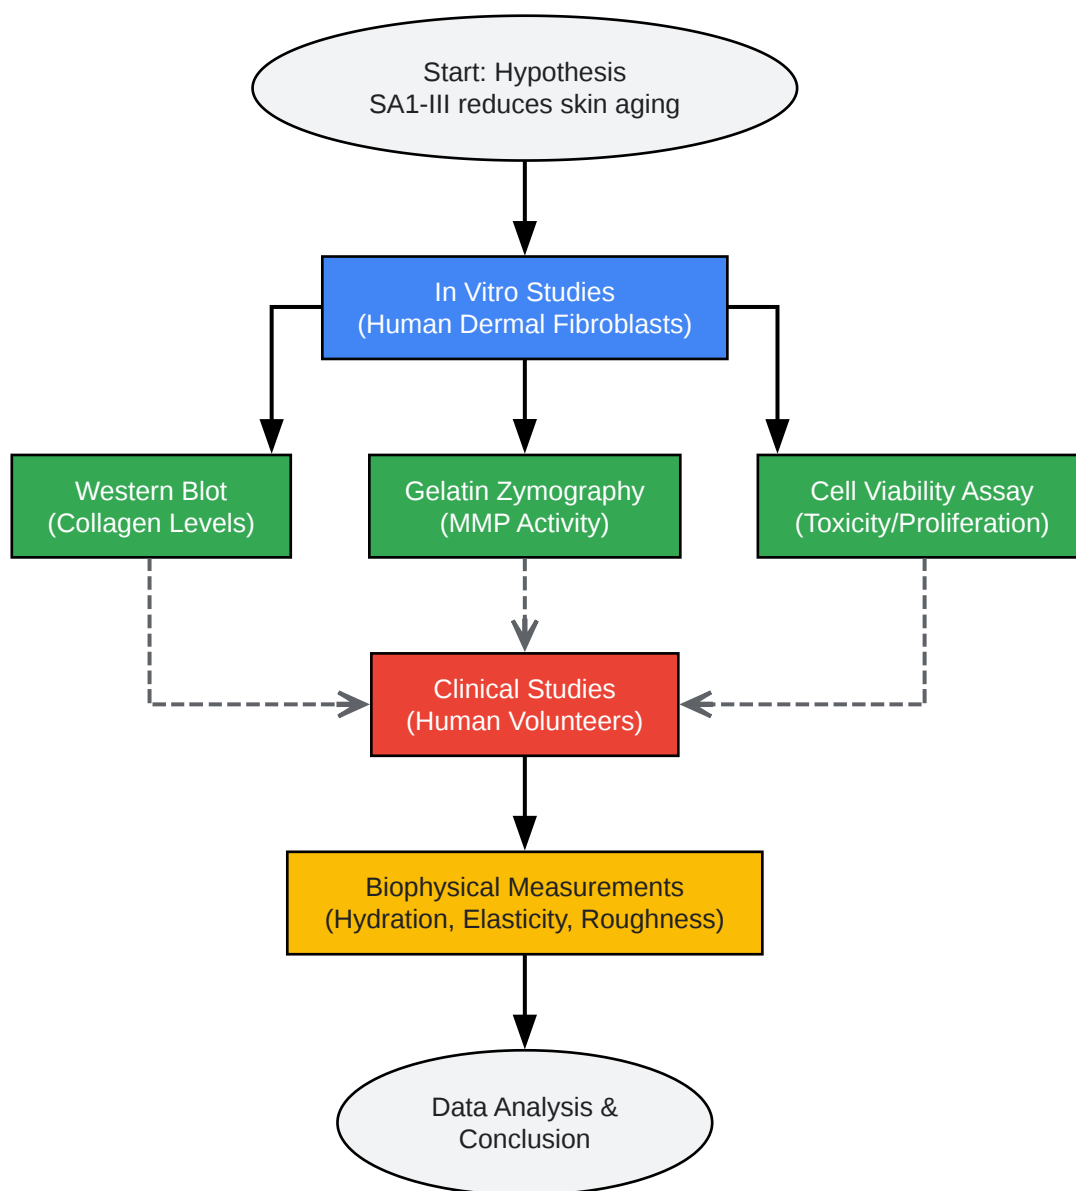 Start: Hypothesis
SA1-III reduces skin aging
In Vitro Studies
(Human Dermal Fibroblasts)
Western Blot
(Collagen Levels)
Gelatin Zymography
(MMP Activity)
Cell Viability Assay
(Toxicity/Proliferation)
Clinical Studies
(Human Volunteers)
Biophysical Measurements
(Hydration, Elasticity, Roughness)
Data Analysis &
Conclusion